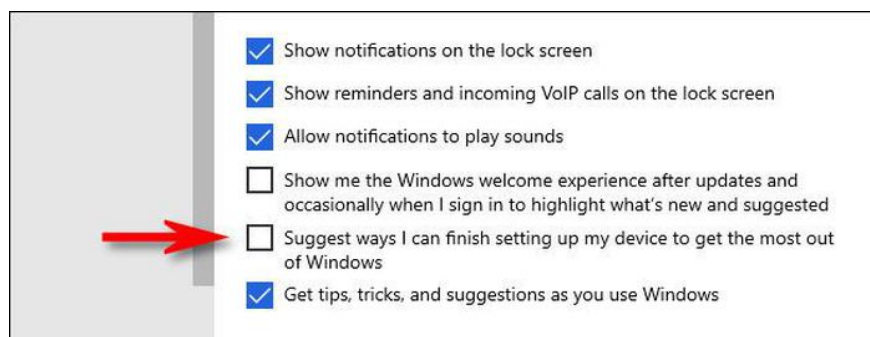 Show notifications on the lock screen
Show reminders and incoming VoIP calls on the lock screen
Allow notifications to play sounds
Show me the Windows welcome experience after updates and
occasionally when I sign in to highlight what's new and suggested
Suggest ways I can finish setting up my device to get the most out
of Windows
Get tips, tricks, and suggestions as you use Windows